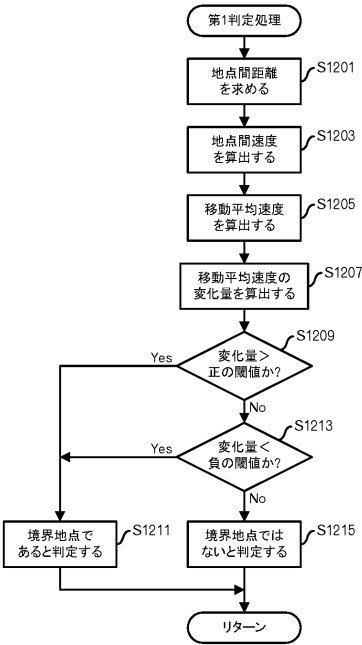 第1判定処理
S1201
地点間距離
を求める
S1203
地点間速度
を算出する
S1205
移動平均速度
を算出する
S1207
移動平均速度の
変化量を算出する
S1209
変化量>
正の閾値か?
Yes
No
S1213
変化量<
負の閾値か?
Yes
No
S1211
境界地点で
あると判定する
S1215
境界地点では
ないと判定する
リターン